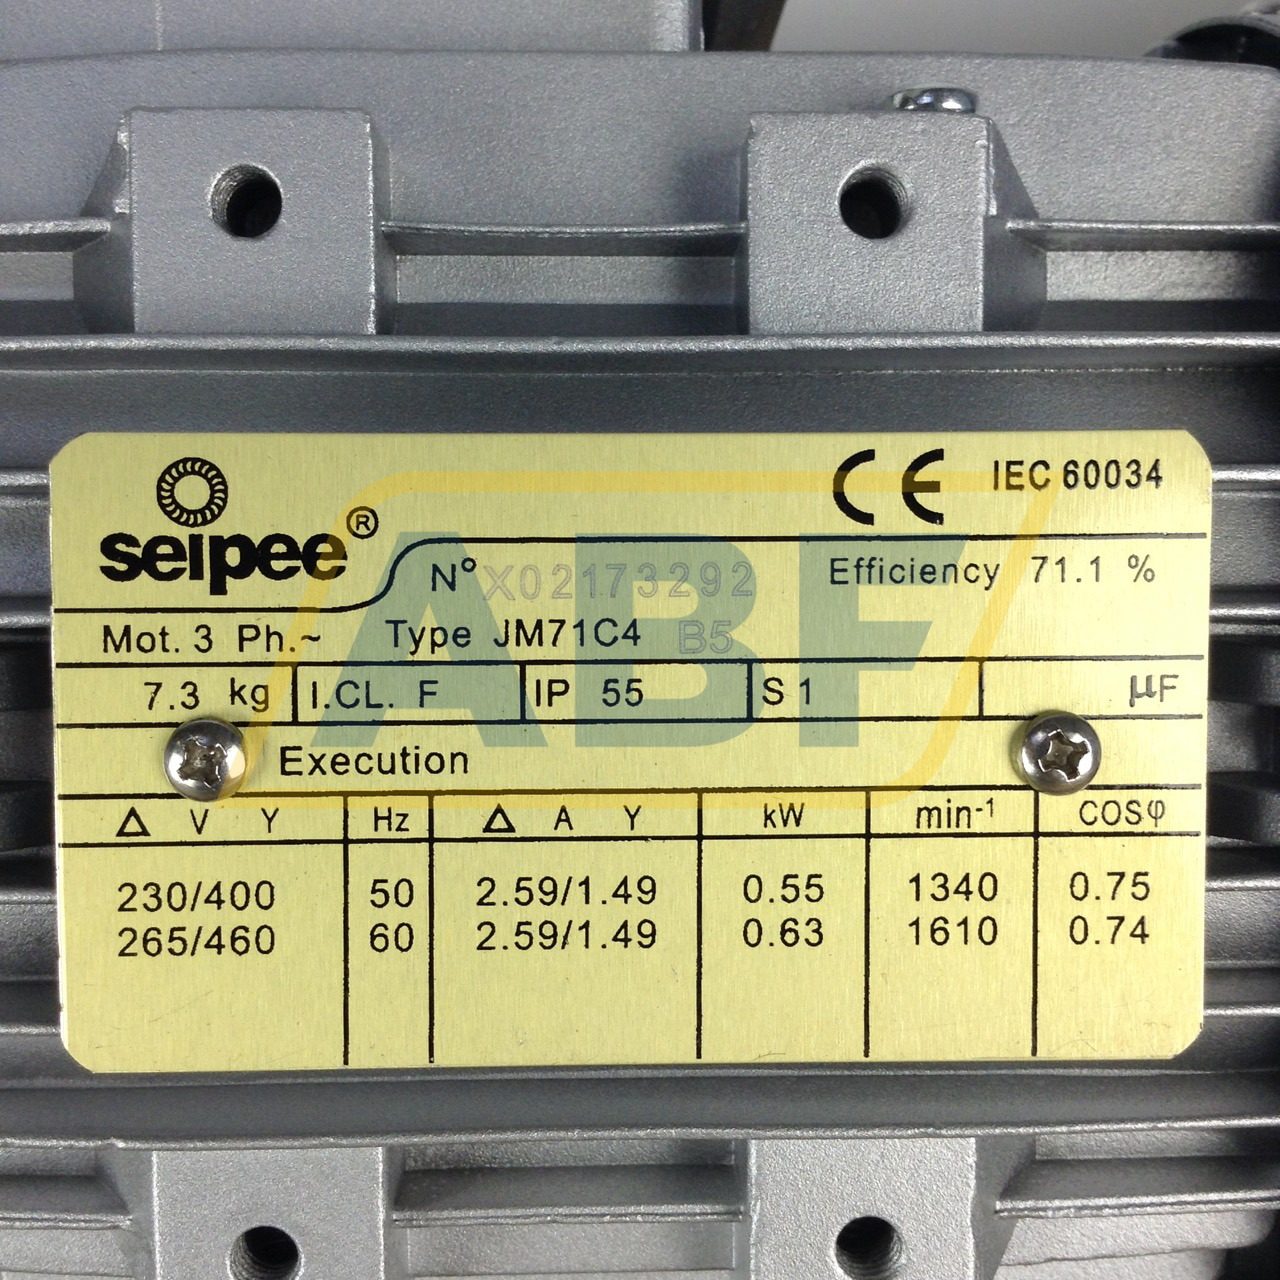 seipee®
CE IEC 60034
N° X02173292 Efficiency 71.1 %
Mot. 3 Ph.~ Type JM71C4 B5
7.3 kg I.CL. F IP 55 S 1 µF
Execution
Δ V Y Hz Δ A Y kW min-1 COSφ
230/400 50 2.59/1.49 0.55 1340 0.75
265/460 60 2.59/1.49 0.63 1610 0.74
ABF